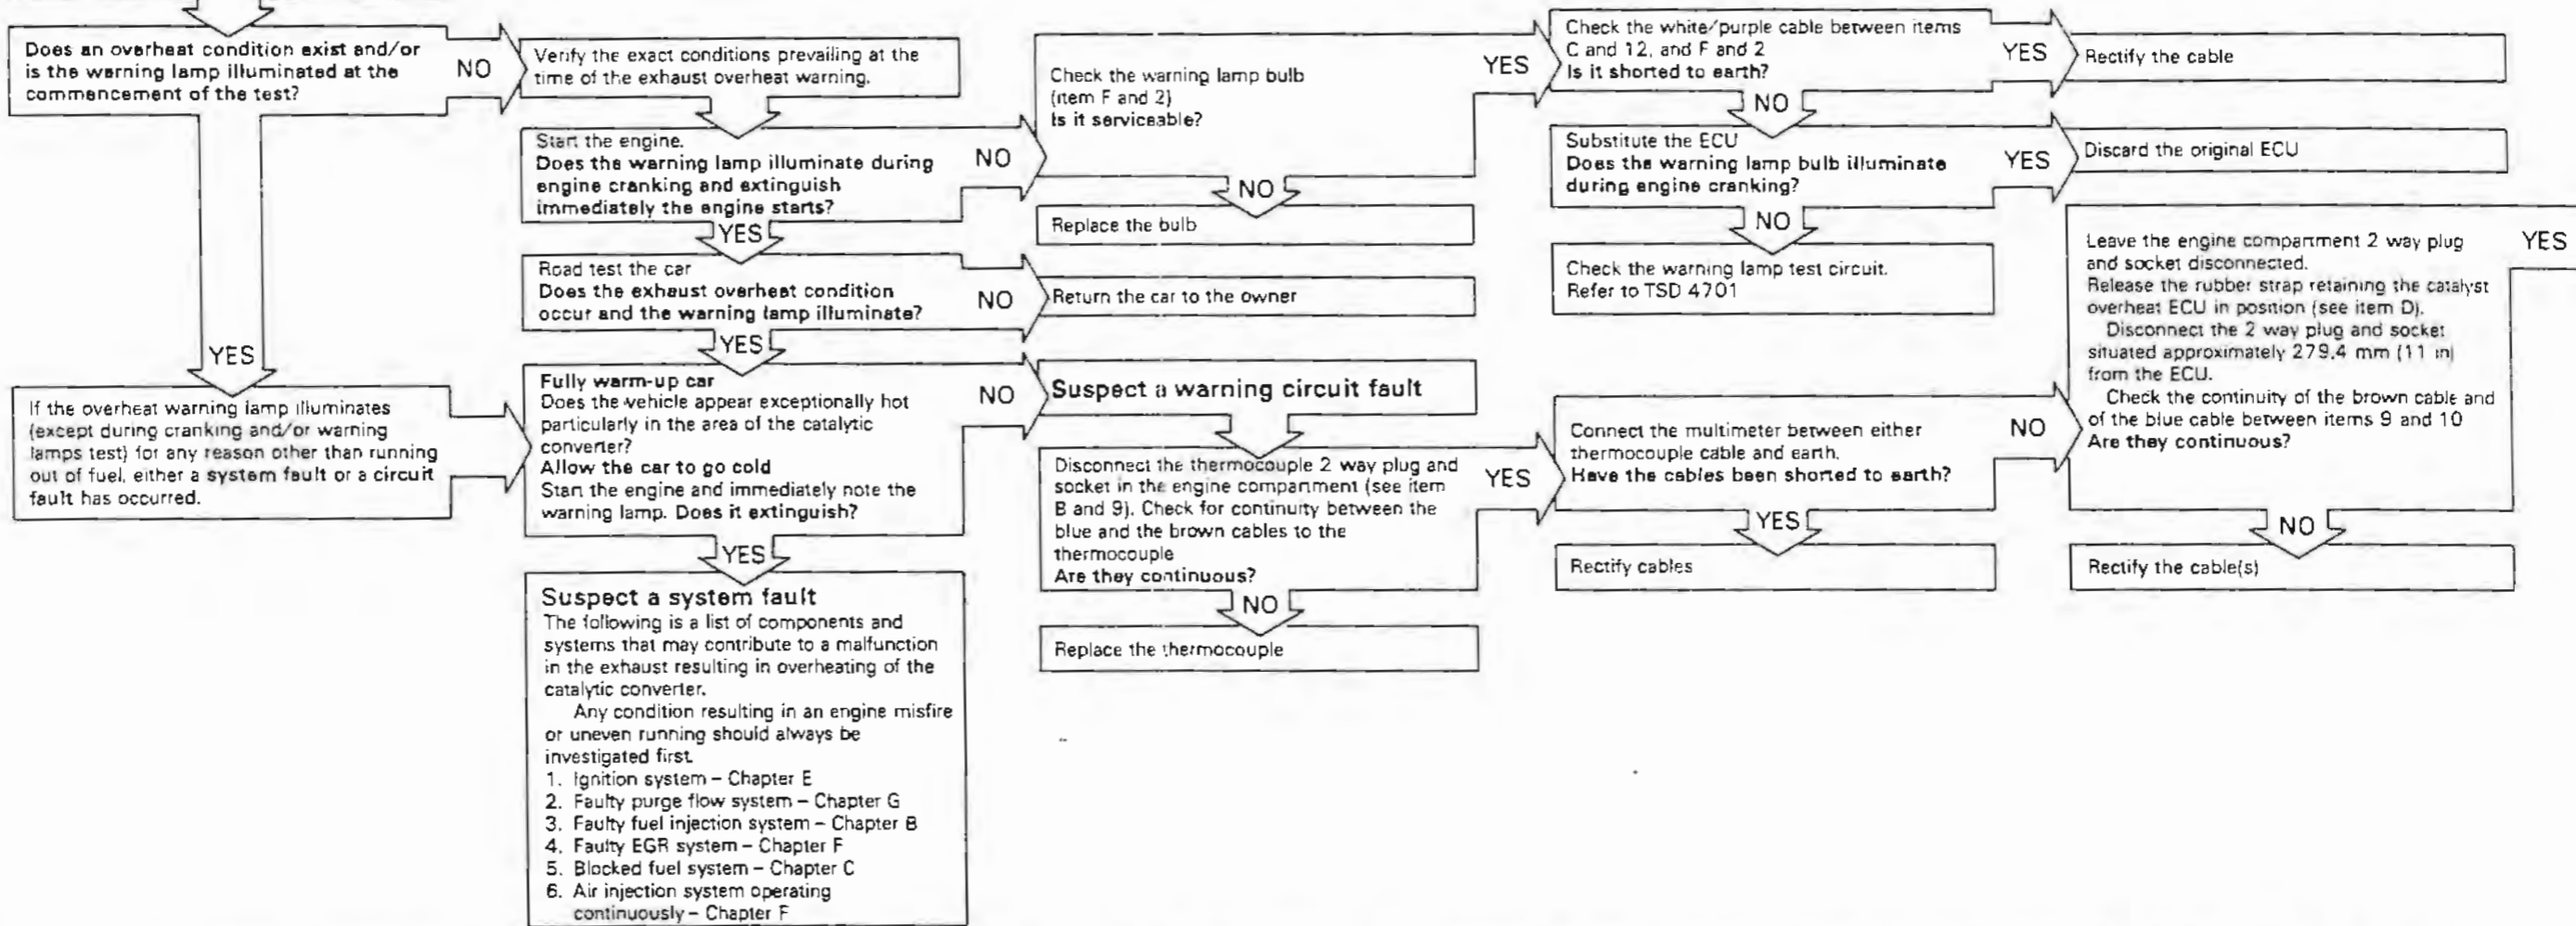 Does an overheat condition exist and/or
is the warning lamp illuminated at the
commencement of the test?
NO
YES
If the overheat warning lamp illuminates
(except during cranking and/or warning
lamps test) for any reason other than running
out of fuel, either a system fault or a circuit
fault has occurred.
Verify the exact conditions prevailing at the
time of the exhaust overheat warning.
Start the engine.
Does the warning lamp illuminate during
engine cranking and extinguish
immediately the engine starts?
NO
YES
Road test the car
Does the exhaust overheat condition
occur and the warning lamp illuminate?
NO
YES
Fully warm-up car
Does the vehicle appear exceptionally hot
particularly in the area of the catalytic
converter?
Allow the car to go cold
Start the engine and immediately note the
warning lamp. Does it extinguish?
NO
YES
Suspect a system fault
The following is a list of components and
systems that may contribute to a malfunction
in the exhaust resulting in overheating of the
catalytic converter.
Any condition resulting in an engine misfire
or uneven running should always be
investigated first.
1. Ignition system – Chapter E
2. Faulty purge flow system – Chapter G
3. Faulty fuel injection system – Chapter B
4. Faulty EGR system – Chapter F
5. Blocked fuel system – Chapter C
6. Air injection system operating
continuously – Chapter F
Check the warning lamp bulb
(item F and 2)
Is it serviceable?
YES
NO
Replace the bulb
Return the car to the owner
Suspect a warning circuit fault
Disconnect the thermocouple 2 way plug and
socket in the engine compartment (see item
B and 9). Check for continuity between the
blue and the brown cables to the
thermocouple
Are they continuous?
YES
NO
Replace the thermocouple
Check the white/purple cable between items
C and 12, and F and 2
Is it shorted to earth?
YES
NO
Rectify the cable
Substitute the ECU
Does the warning lamp bulb illuminate
during engine cranking?
YES
NO
Discard the original ECU
Check the warning lamp test circuit.
Refer to TSD 4701
Connect the multimeter between either
thermocouple cable and earth.
Have the cables been shorted to earth?
NO
YES
Rectify cables
Leave the engine compartment 2 way plug
and socket disconnected.
Release the rubber strap retaining the catalyst
overheat ECU in position (see item D).
Disconnect the 2 way plug and socket
situated approximately 279,4 mm (11 in)
from the ECU.
Check the continuity of the brown cable and
of the blue cable between items 9 and 10
Are they continuous?
YES
NO
Rectify the cable(s)